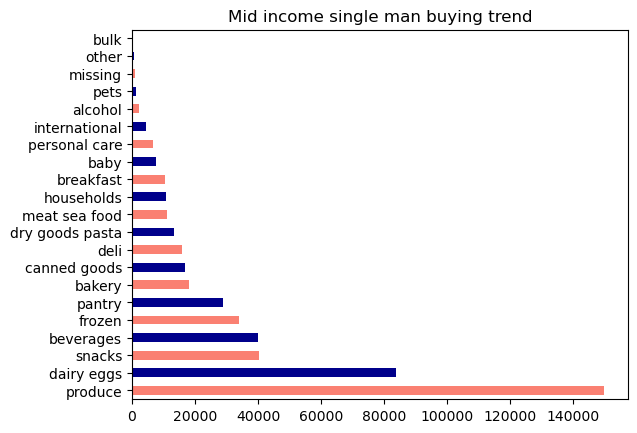 Mid income single man buying trend
bulk
other
missing
pets
alcohol
international
personal care
baby
breakfast
households
meat sea food
dry goods pasta
deli
canned goods
bakery
pantry
frozen
beverages
snacks
dairy eggs
produce
0 20000 40000 60000 80000 100000 120000 140000